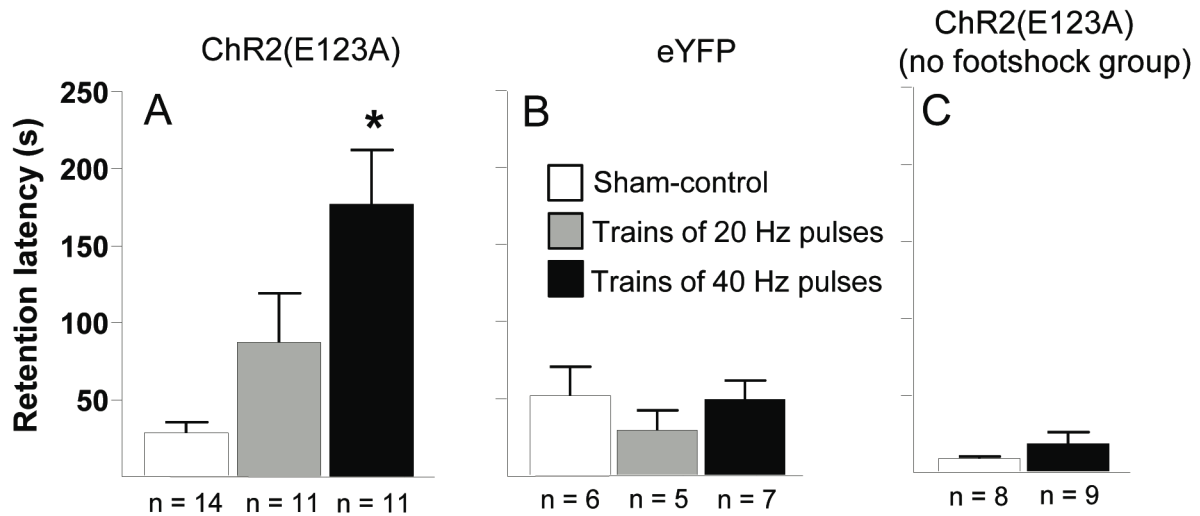 ChR2(E123A)
eYFP
ChR2(E123A)
(no footshock group)
Retention latency (s)
250
200
150
100
50
A
*
B
C
Sham-control
Trains of 20 Hz pulses
Trains of 40 Hz pulses
n = 14
n = 11
n = 11
n = 6
n = 5
n = 7
n = 8
n = 9